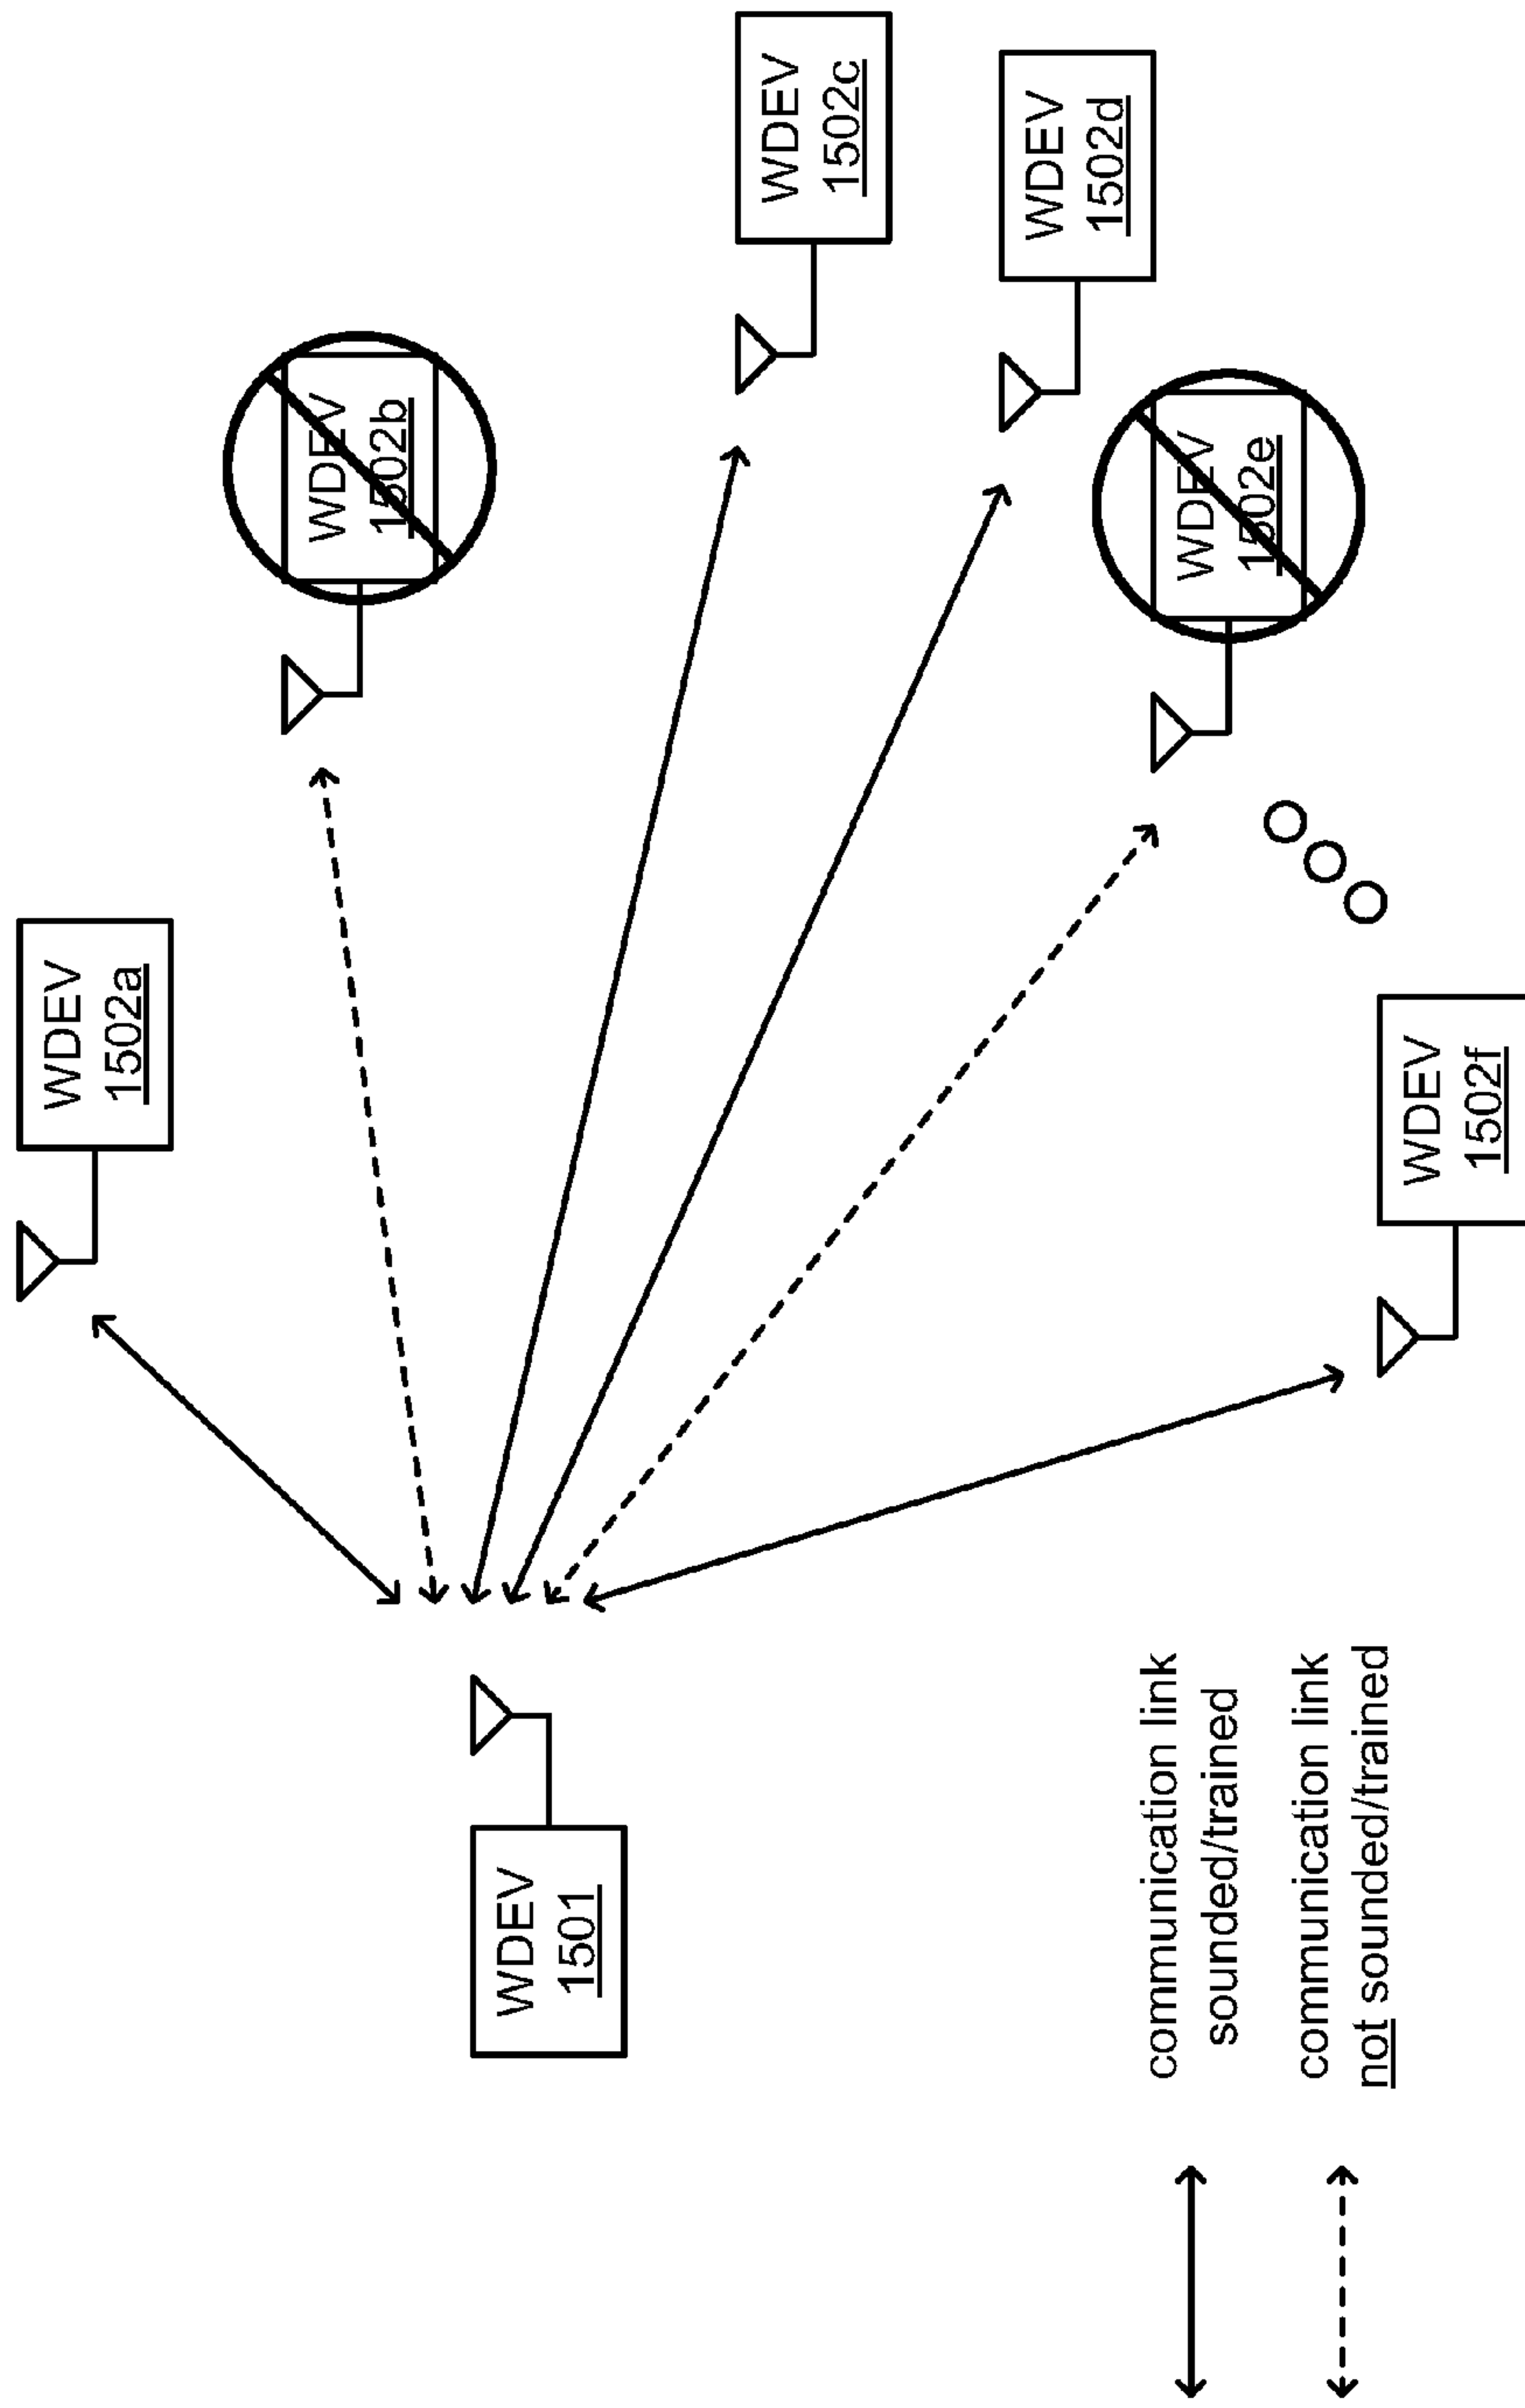 WDEV
1502a
WDEV
1502b
WDEV
1502c
WDEV
1502d
WDEV
1502e
WDEV
1502f
WDEV
1501
communication link
sounded/trained
communication link
not sounded/trained